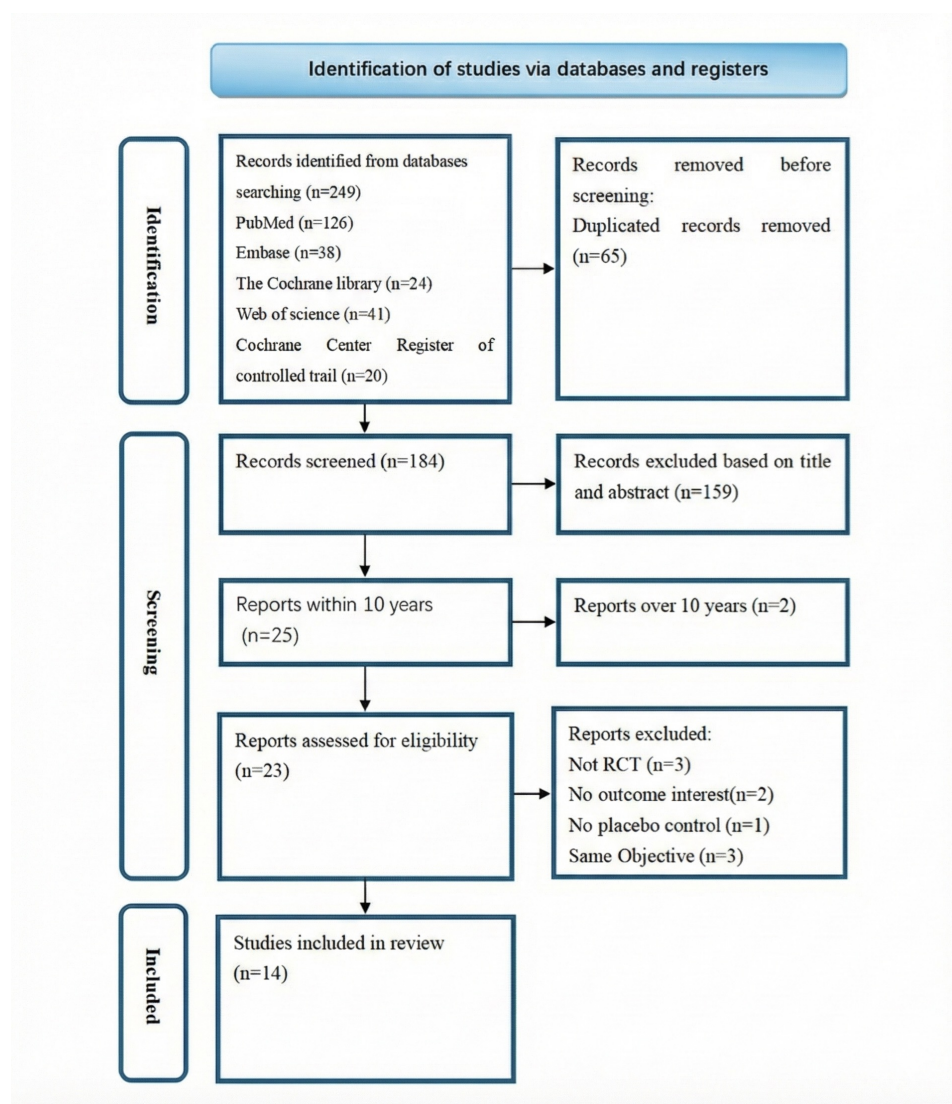 Identification of studies via databases and registers
Identification
Records identified from databases
searching (n=249)
PubMed (n=126)
Embase (n=38)
The Cochrane library (n=24)
Web of science (n=41)
Cochrane Center Register of
controlled trail (n=20)
Records removed before
screening:
Duplicated records removed
(n=65)
Screening
Records screened (n=184)
Records excluded based on title
and abstract (n=159)
Reports within 10 years
(n=25)
Reports over 10 years (n=2)
Reports assessed for eligibility
(n=23)
Reports excluded:
Not RCT (n=3)
No outcome interest(n=2)
No placebo control (n=1)
Same Objective (n=3)
Included
Studies included in review
(n=14)